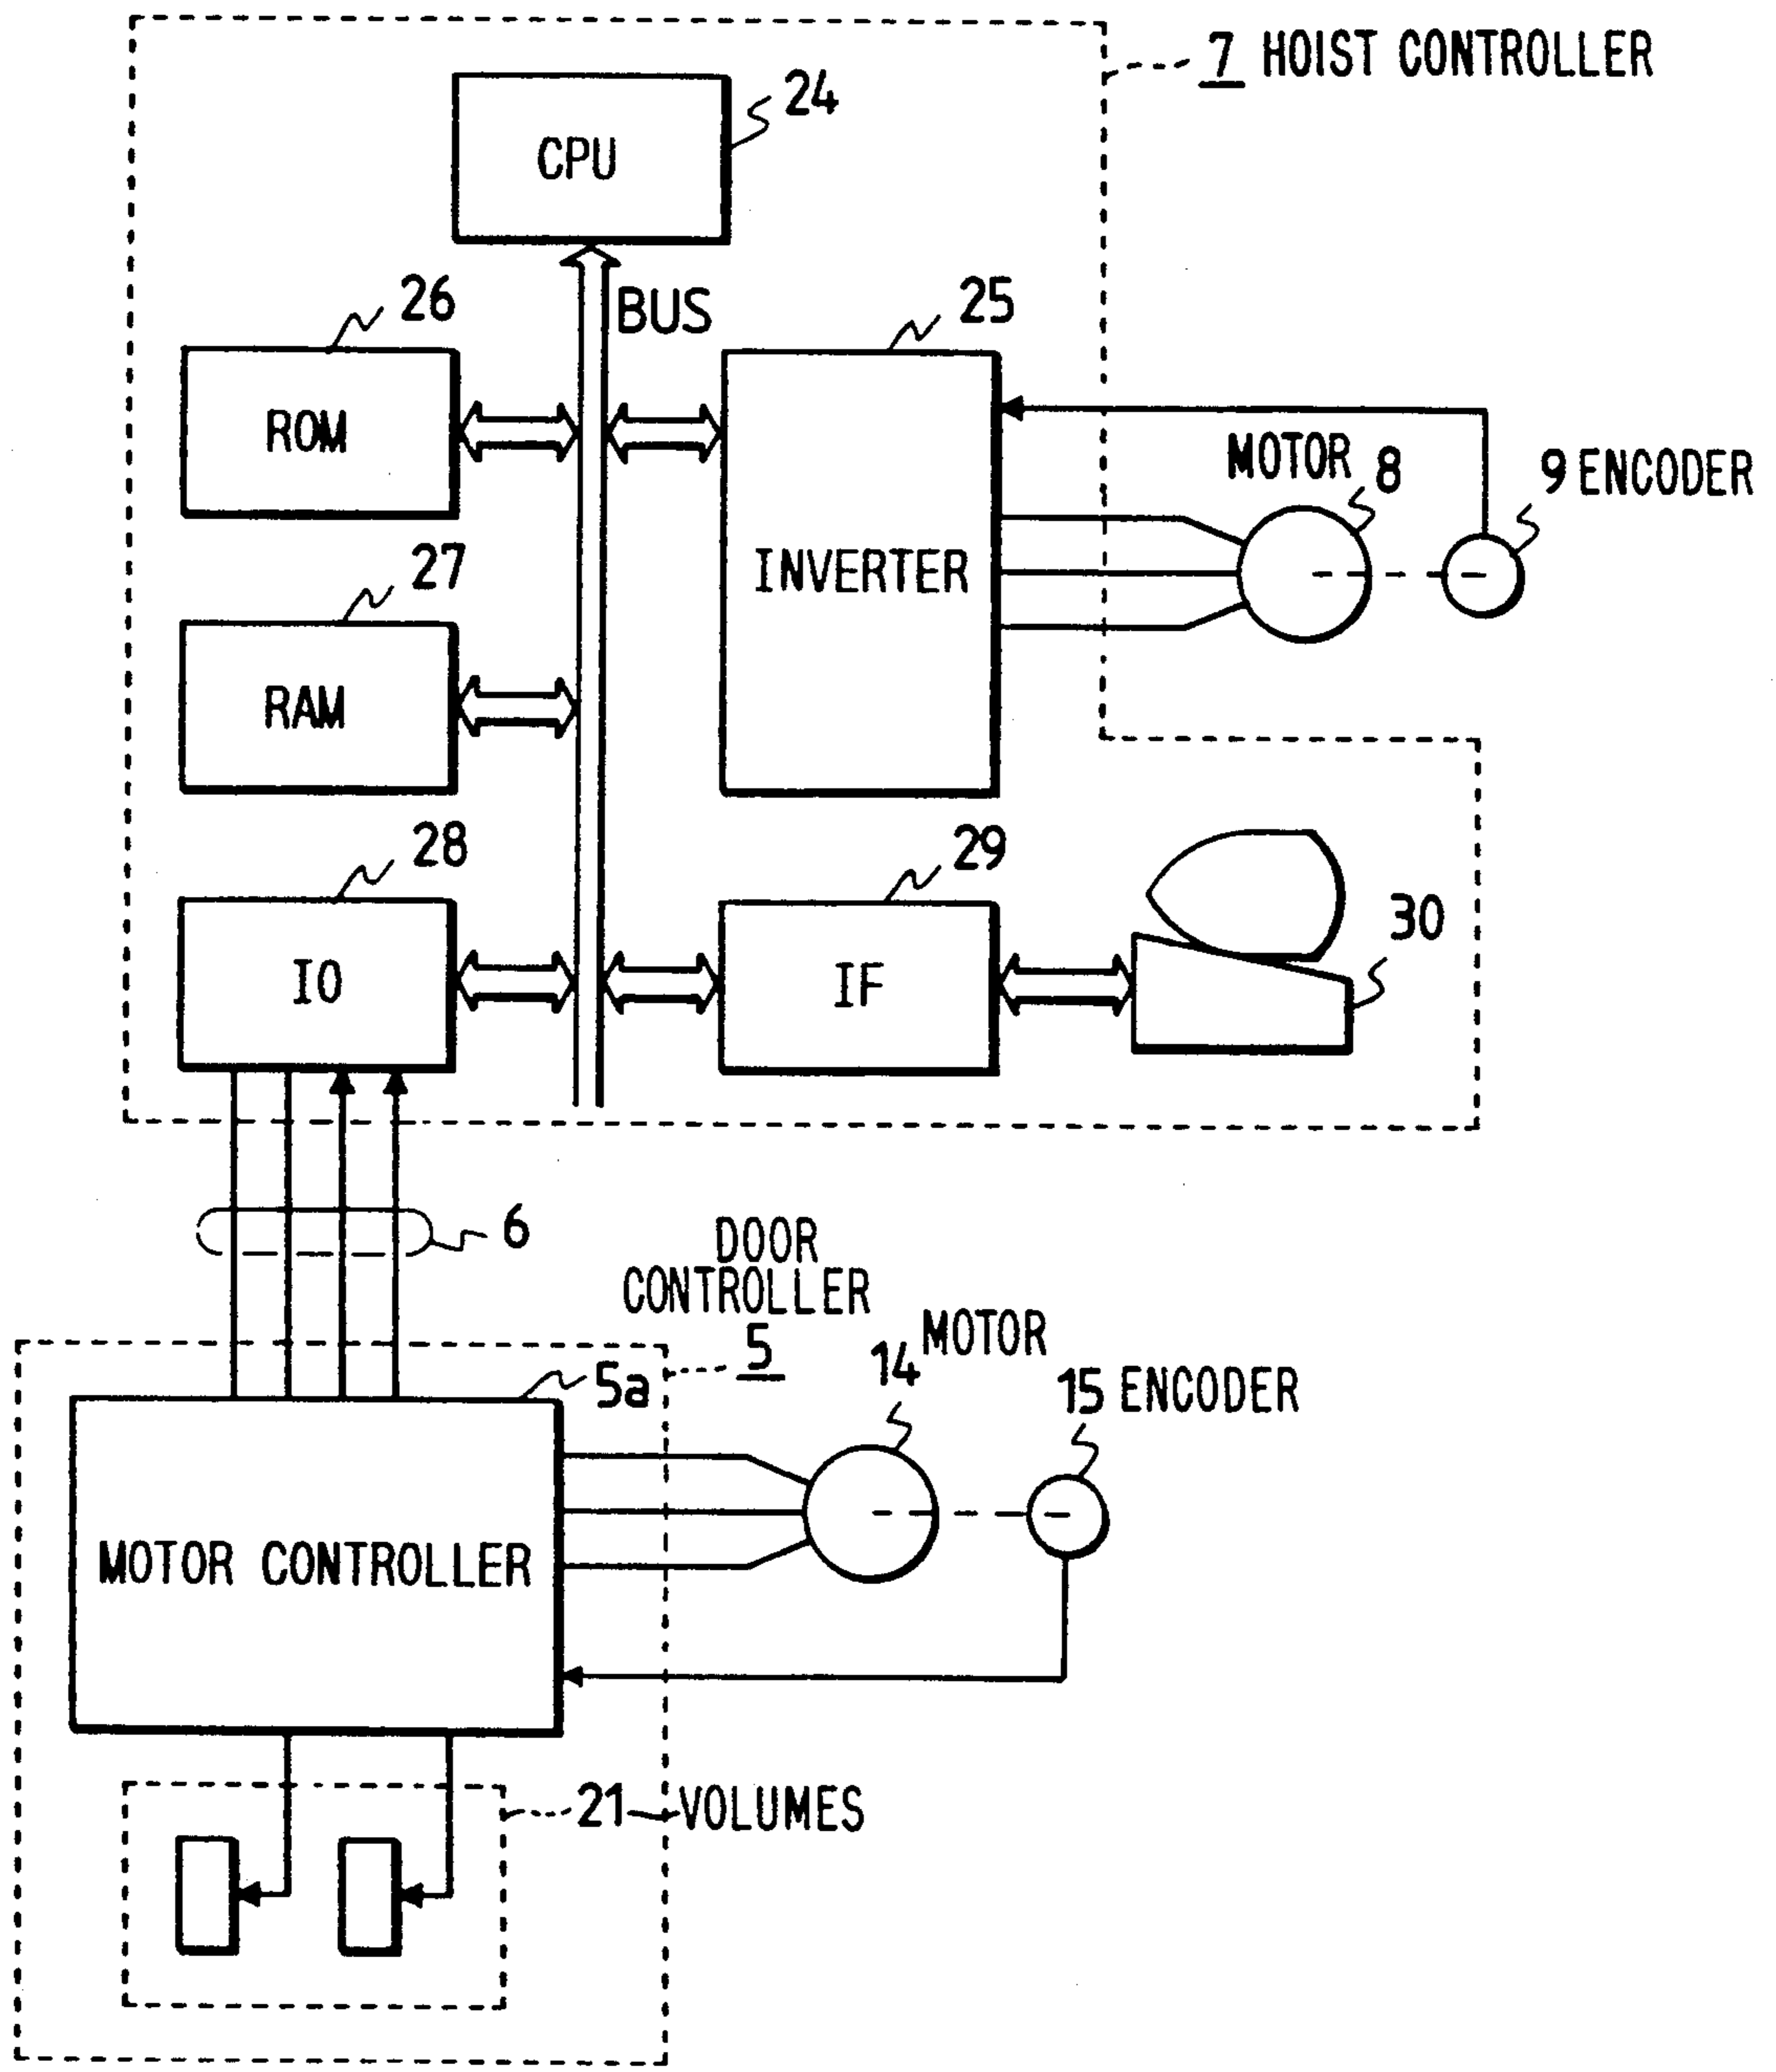 7 HOIST CONTROLLER
24
CPU
BUS
26
25
ROM
MOTOR 8
9 ENCODER
INVERTER
27
RAM
28
29
30
IO
IF
6
DOOR
CONTROLLER
5
14 MOTOR
5a
15 ENCODER
MOTOR CONTROLLER
21 VOLUMES